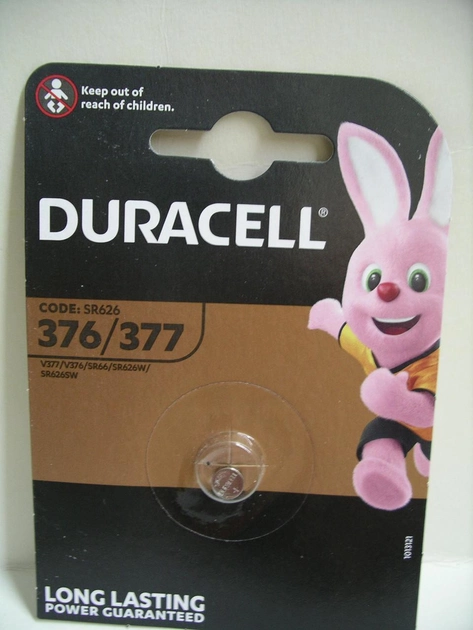 Keep out of
reach of children.
DURACELL®
CODE: SR626
376/377
V377/V376/SR66/SR626W/
SR626SW
1013121
LONG LASTING
POWER GUARANTEED